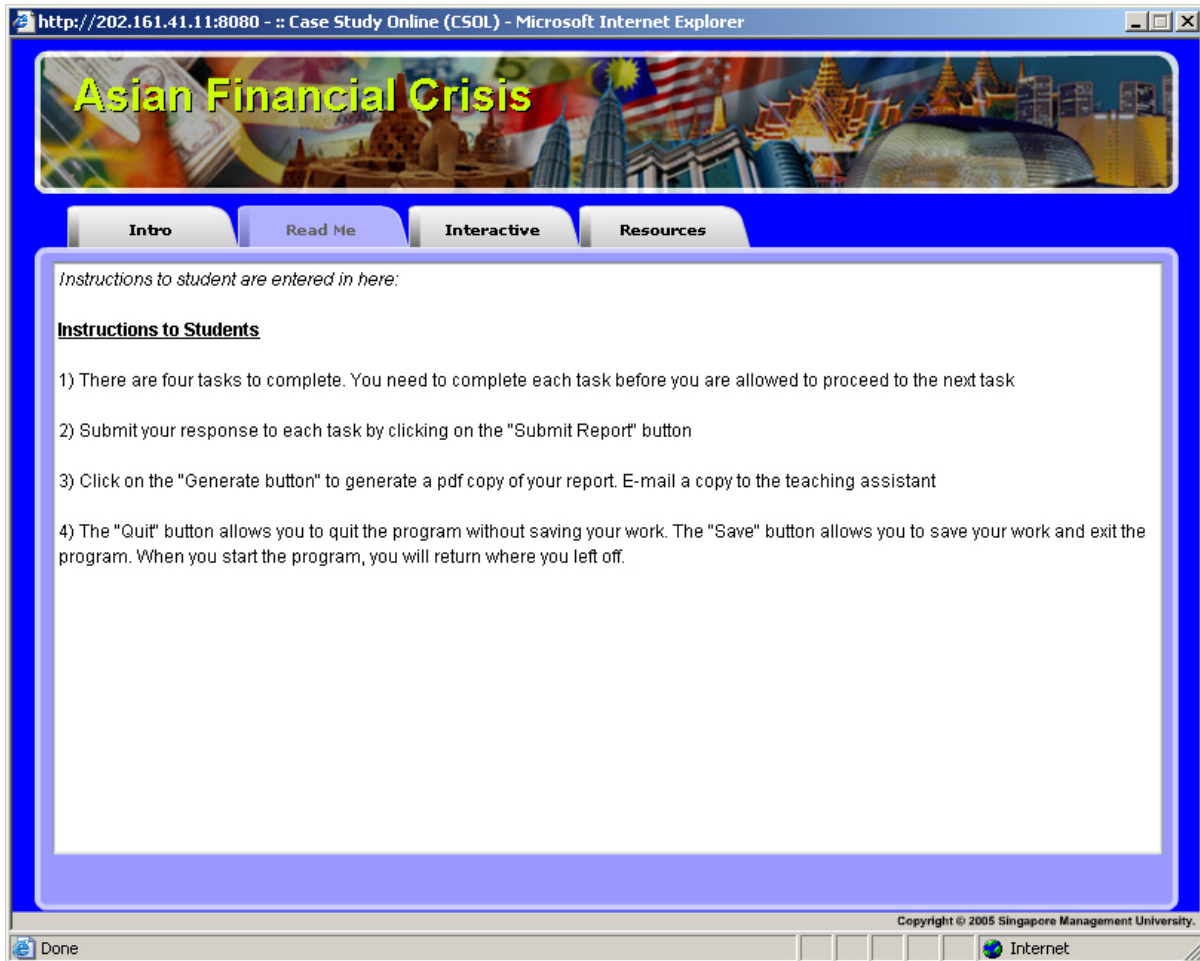 http://202.161.41.11:8080 - :: Case Study Online (CSOL) - Microsoft Internet Explorer
Asian Financial Crisis
Intro Read Me Interactive Resources
Instructions to student are entered in here:
Instructions to Students
1) There are four tasks to complete. You need to complete each task before you are allowed to proceed to the next task
2) Submit your response to each task by clicking on the "Submit Report" button
3) Click on the "Generate button" to generate a pdf copy of your report. E-mail a copy to the teaching assistant
4) The "Quit" button allows you to quit the program without saving your work. The "Save" button allows you to save your work and exit the
program. When you start the program, you will return where you left off.
Copyright © 2005 Singapore Management University.
Done Internet